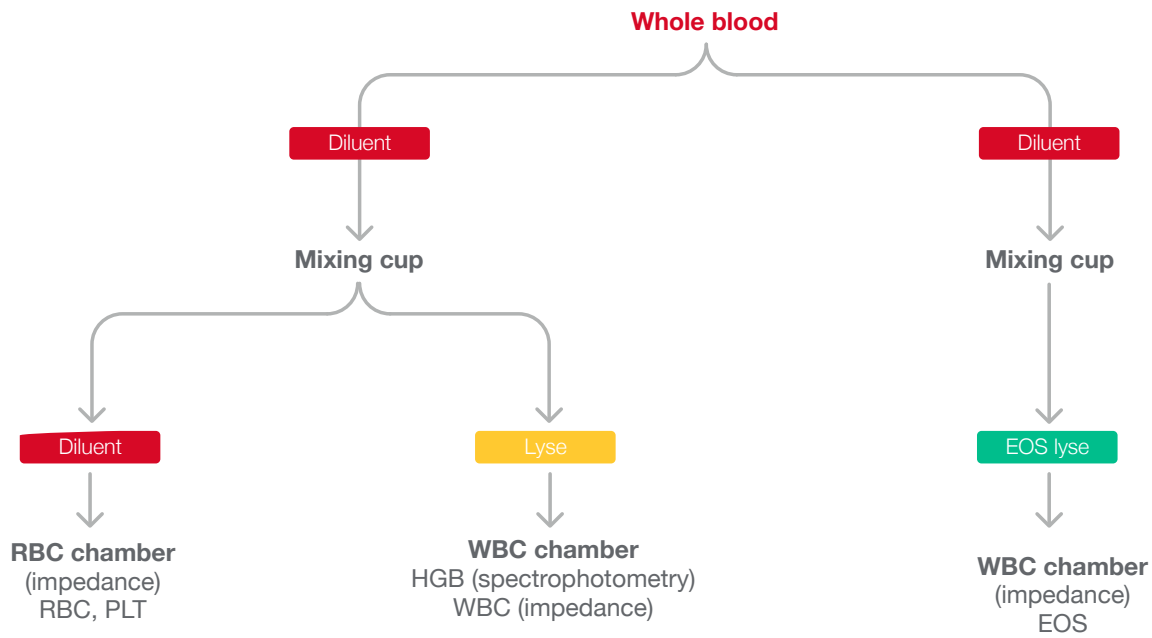 Whole blood
Diluent
Diluent
Mixing cup
Mixing cup
Diluent
Lyse
EOS lyse
RBC chamber
(impedance)
RBC, PLT
WBC chamber
HGB (spectrophotometry)
WBC (impedance)
WBC chamber
(impedance)
EOS